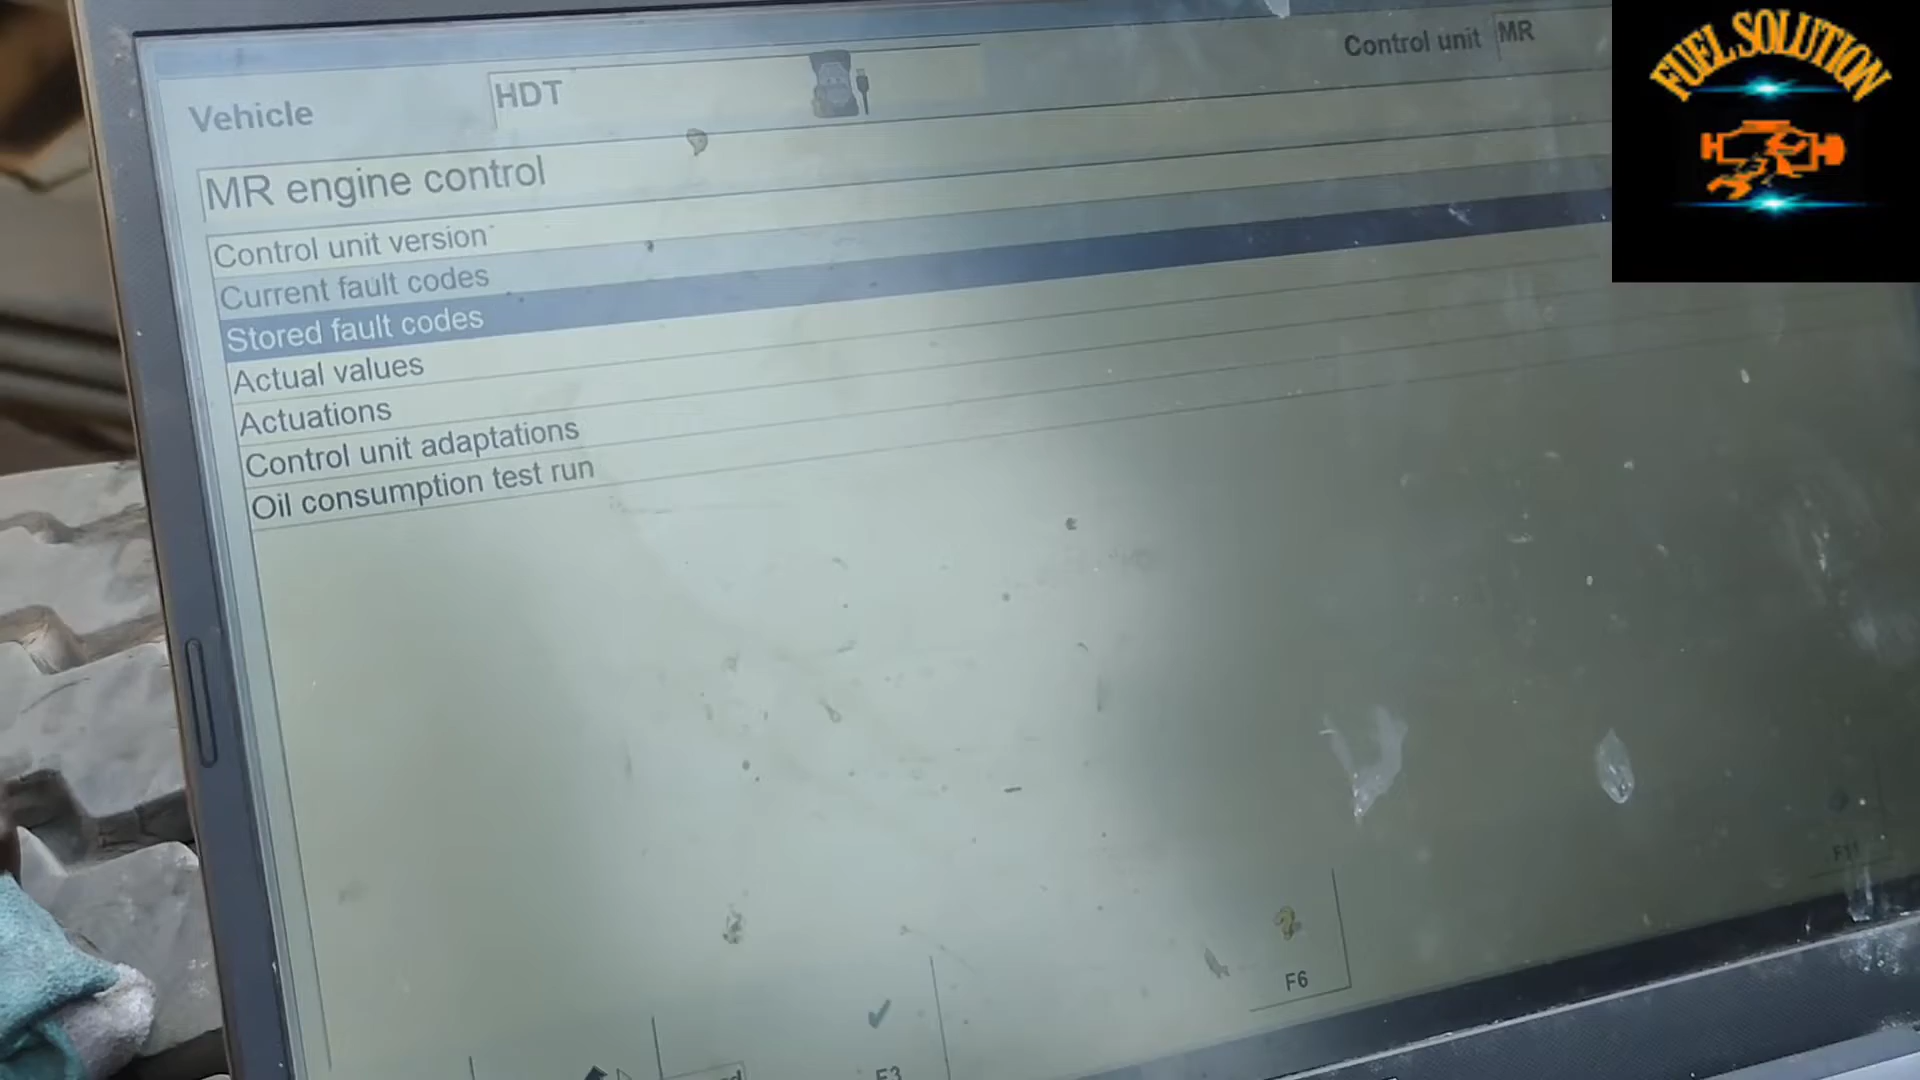 Vehicle
HDT
Control unit
MR
MR engine control
Control unit version
Current fault codes
Stored fault codes
Actual values
Actuations
Control unit adaptations
Oil consumption test run
F3
F6
F11
FUEL SOLUTION